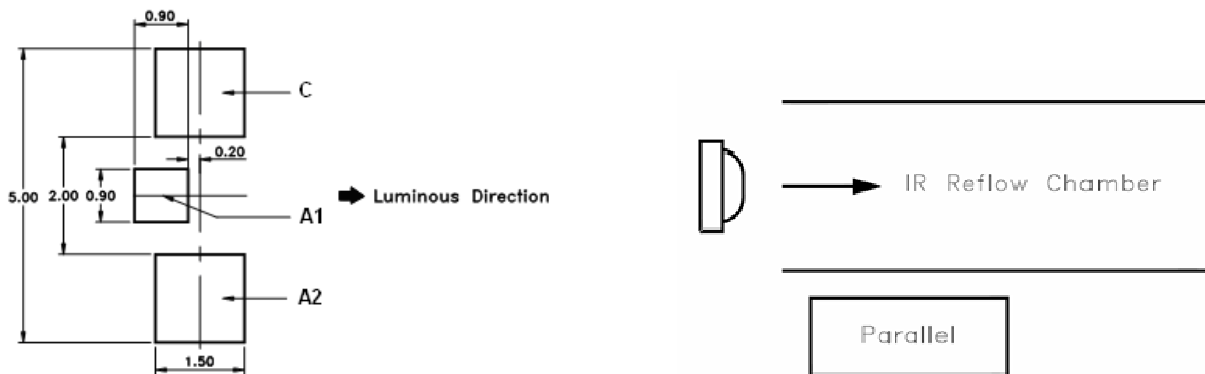 0.90
C
0.20
5.00
2.00
0.90
Luminous Direction
A1
A2
1.50
IR Reflow Chamber
Parallel